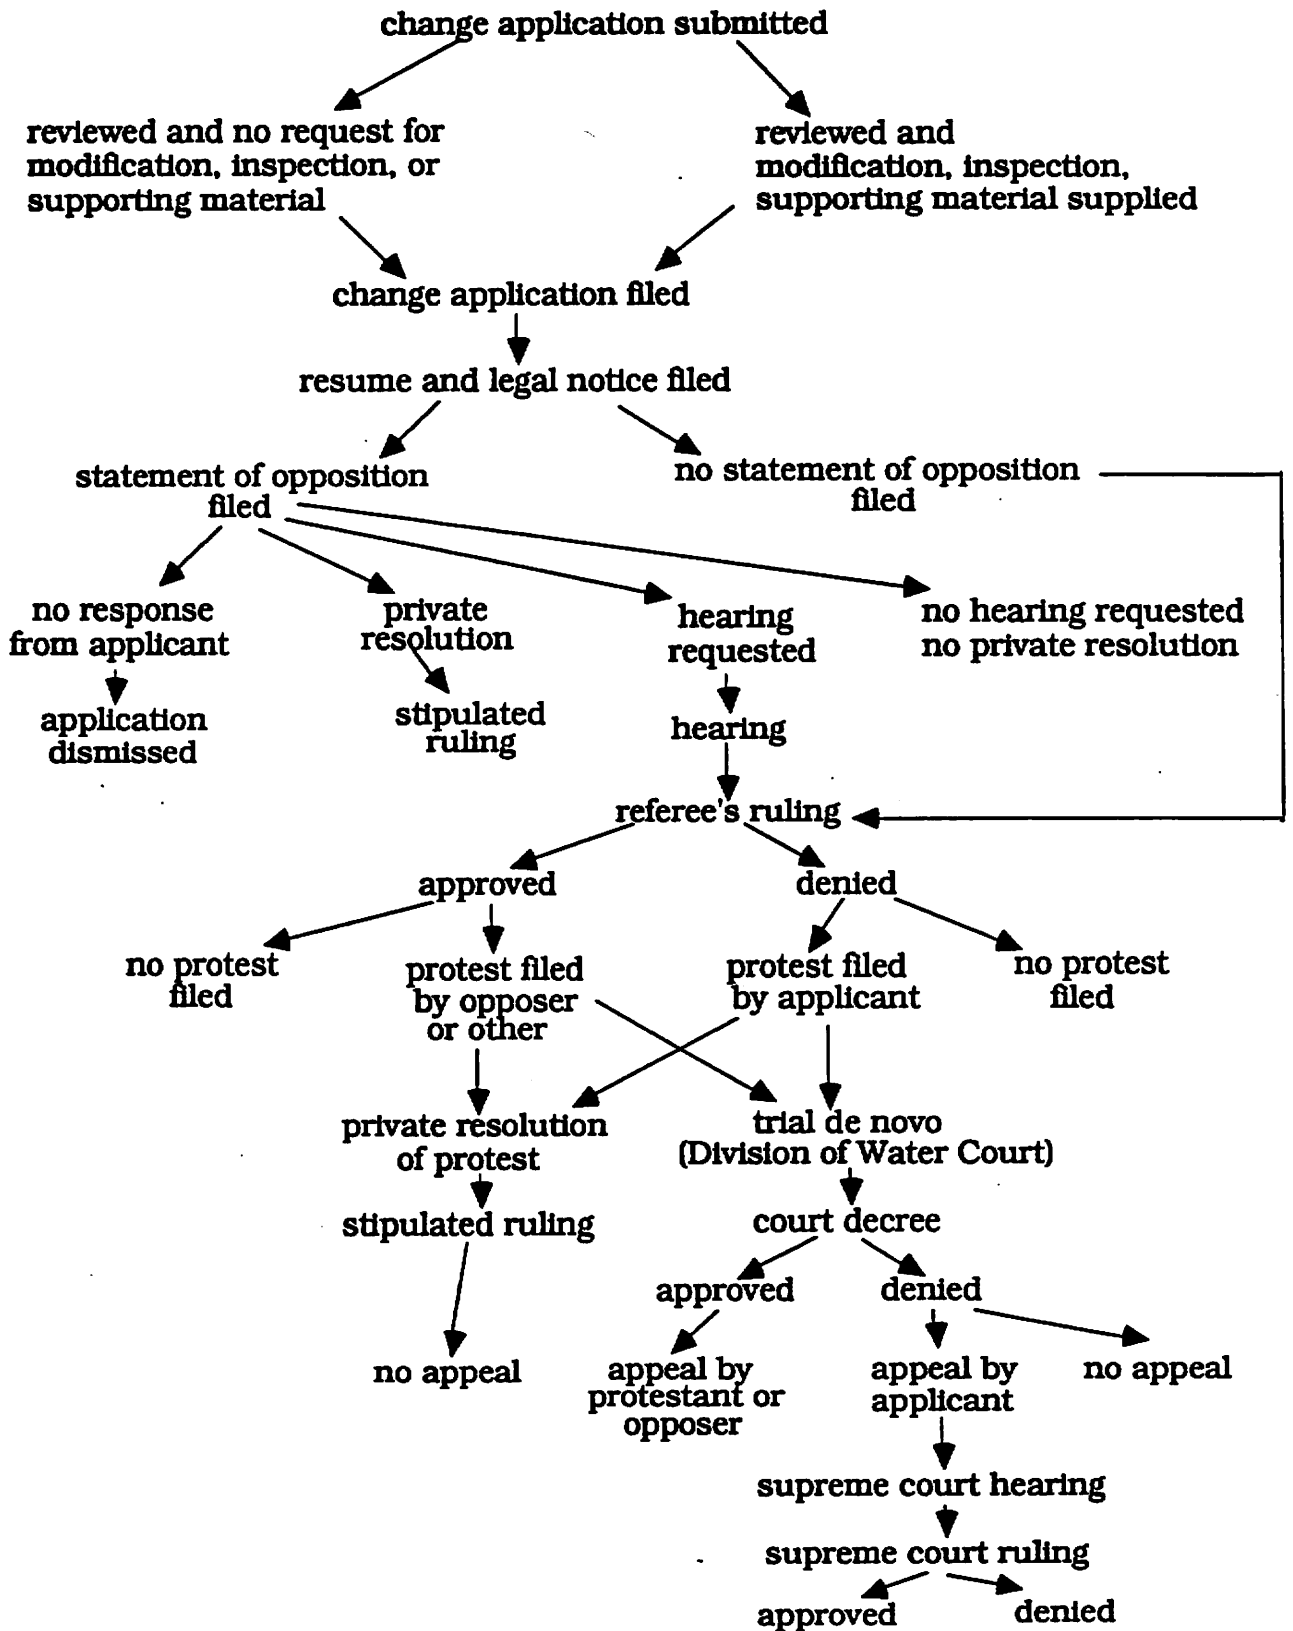 change application submitted
reviewed and no request for
modification, inspection, or
supporting material
reviewed and
modification, inspection,
supporting material supplied
change application filed
resume and legal notice filed
statement of opposition
filed
no statement of opposition
filed
no response
from applicant
private
resolution
hearing
requested
no hearing requested
no private resolution
application
dismissed
stipulated
ruling
hearing
referee's ruling
approved
denied
no protest
filed
protest filed
by opposer
or other
protest filed
by applicant
no protest
filed
private resolution
of protest
trial de novo
(Division of Water Court)
stipulated ruling
court decree
approved
denied
no appeal
appeal by
protestant or
opposer
appeal by
applicant
no appeal
supreme court hearing
supreme court ruling
approved
denied